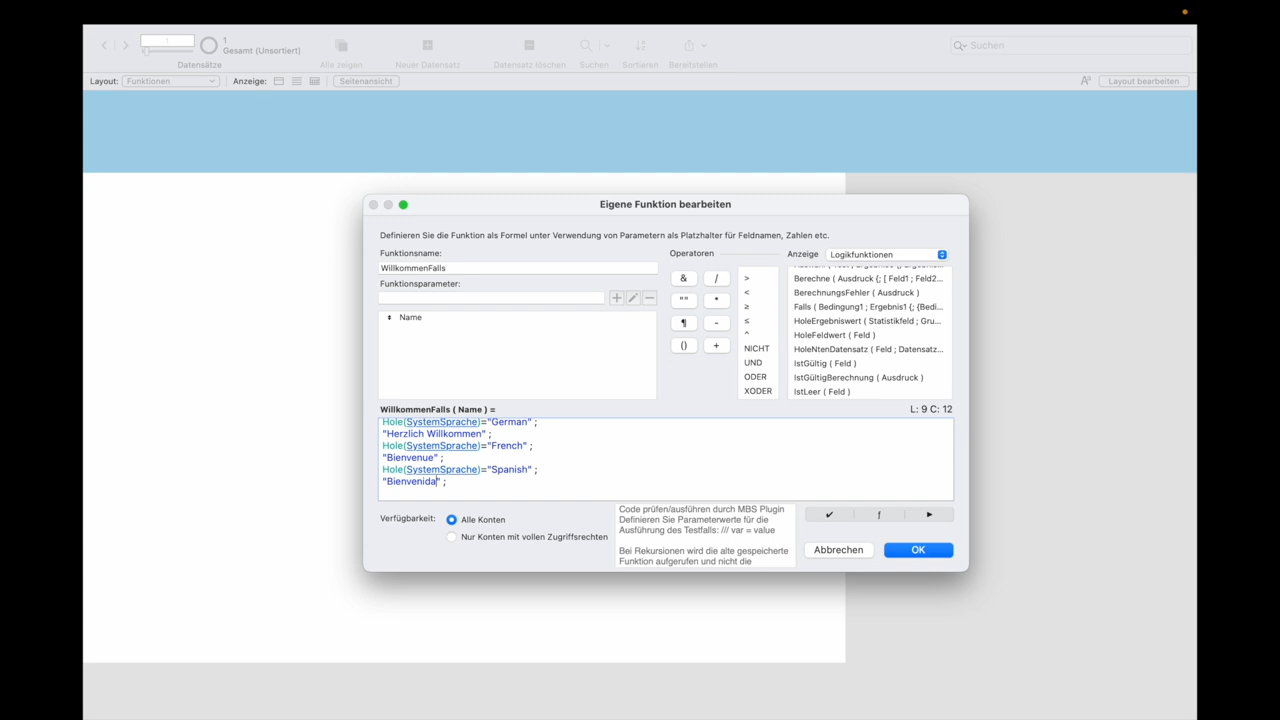 1
1
Gesamt (Unsortiert)
Suchen
Datensätze
Alle zeigen
Neuer Datensatz
Datensatz löschen
Suchen
Sortieren
Bereitstellen
Layout: Funktionen
Anzeige:
Seitenansicht
Layout bearbeiten
Eigene Funktion bearbeiten
Definieren Sie die Funktion als Formel unter Verwendung von Parametern als Platzhalter für Feldnamen, Zahlen etc.
Funktionsname:
WillkommenFalls
Funktionsparameter:
Name
Operatoren
& /
"" *
¶ -
() +
>
<
≥
≤
^
NICHT
UND
ODER
XODER
Anzeige Logikfunktionen
Berechne ( Ausdruck {; [ Feld1 ; Feld2...
BerechnungsFehler ( Ausdruck )
Falls ( Bedingung1 ; Ergebnis1 {; {Bedi...
HoleErgebniswert ( Statistikfeld ; Gru...
HoleFeldwert ( Feld )
HoleNtenDatensatz ( Feld ; Datensatz...
IstGültig ( Feld )
IstGültigBerechnung ( Ausdruck )
IstLeer ( Feld )
WillkommenFalls ( Name ) =
L: 9 C: 12
Hole(SystemSprache)="German" ;
"Herzlich Willkommen" ;
Hole(SystemSprache)="French" ;
"Bienvenue" ;
Hole(SystemSprache)="Spanish" ;
"Bienvenida" ;
Verfügbarkeit:
Alle Konten
Nur Konten mit vollen Zugriffsrechten
Code prüfen/ausführen durch MBS Plugin
Definieren Sie Parameterwerte für die
Ausführung des Testfalls: /// var = value
Bei Rekursionen wird die alte gespeicherte
Funktion aufgerufen und nicht die
Abbrechen
OK